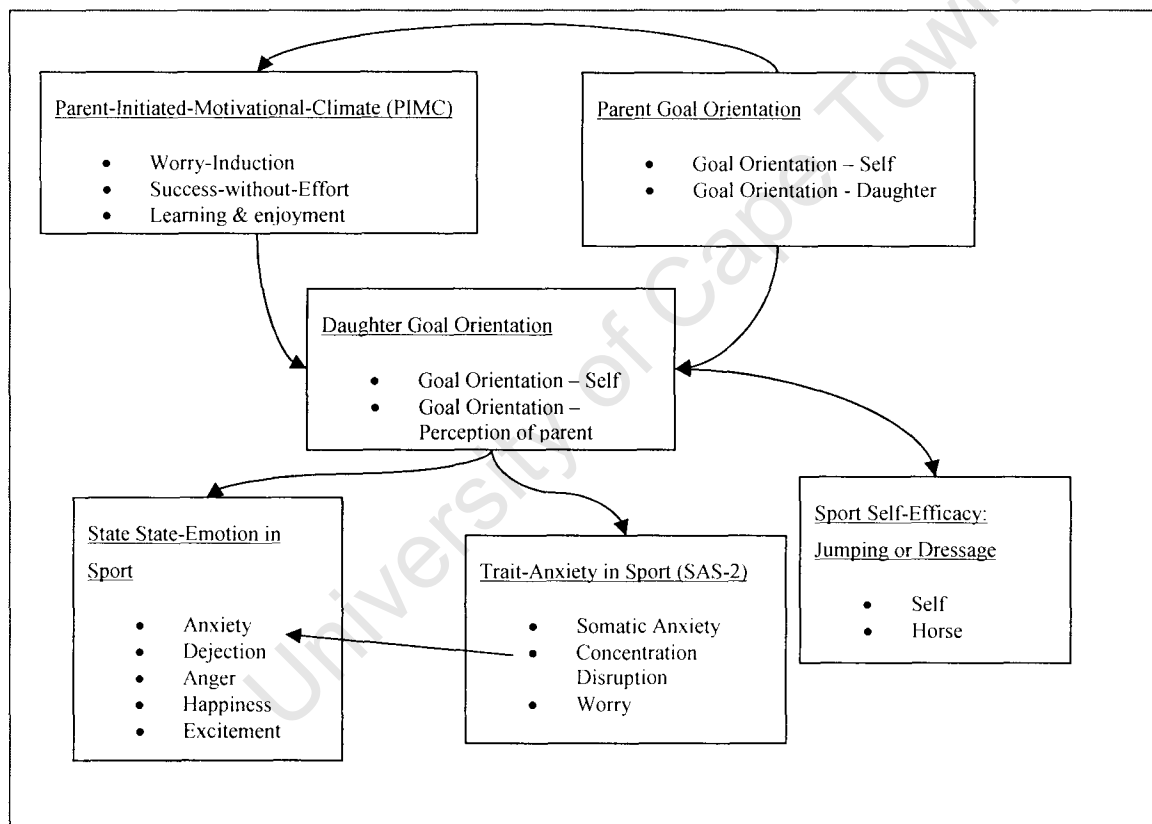 Parent-Initiated-Motivational-Climate (PIMC)
• Worry-Induction
• Success-without-Effort
• Learning & enjoyment
Parent Goal Orientation
• Goal Orientation – Self
• Goal Orientation - Daughter
Daughter Goal Orientation
• Goal Orientation – Self
• Goal Orientation –
Perception of parent
State State-Emotion in
Sport
• Anxiety
• Dejection
• Anger
• Happiness
• Excitement
Trait-Anxiety in Sport (SAS-2)
• Somatic Anxiety
• Concentration
Disruption
• Worry
Sport Self-Efficacy:
Jumping or Dressage
• Self
• Horse
University of Cape Town